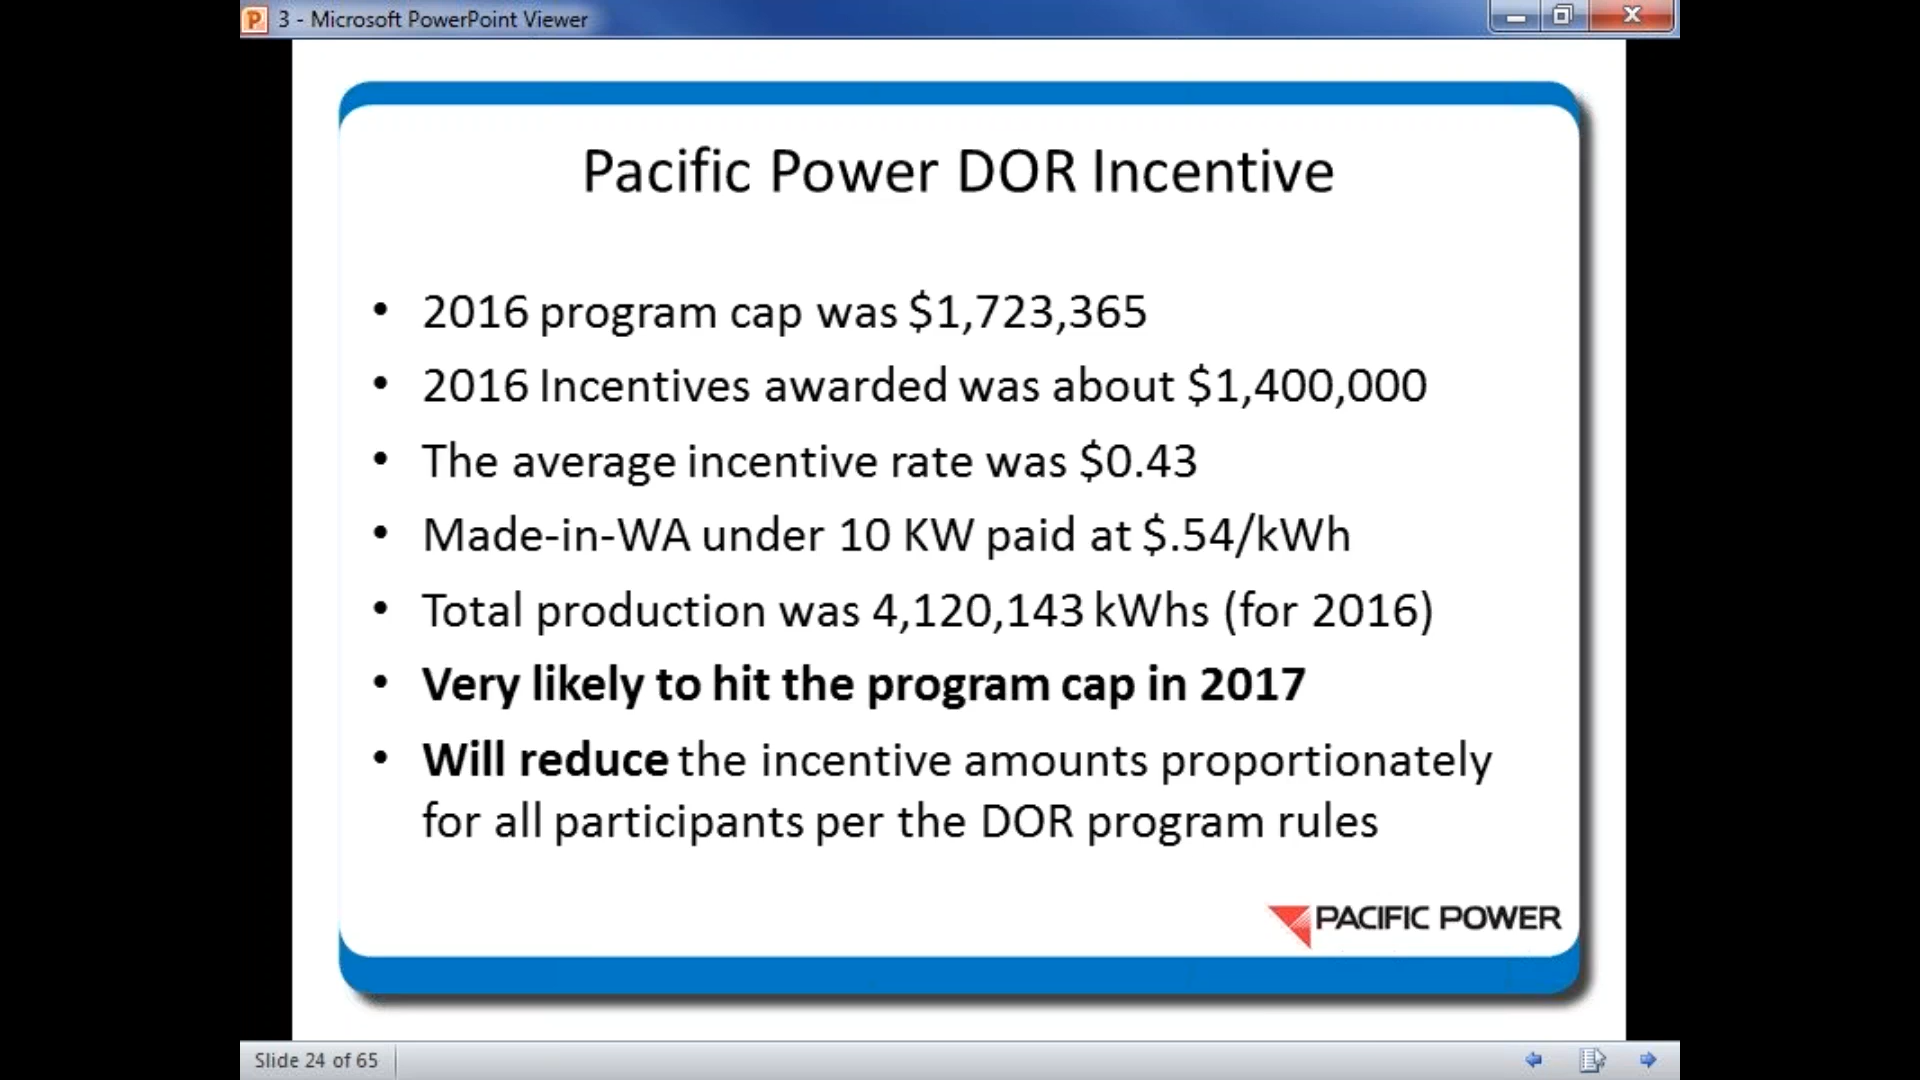 3 - Microsoft PowerPoint Viewer
Pacific Power DOR Incentive
• 2016 program cap was $1,723,365
• 2016 Incentives awarded was about $1,400,000
• The average incentive rate was $0.43
• Made-in-WA under 10 KW paid at $.54/kWh
• Total production was 4,120,143 kWhs (for 2016)
• Very likely to hit the program cap in 2017
• Will reduce the incentive amounts proportionately
for all participants per the DOR program rules
PACIFIC POWER
Slide 24 of 65